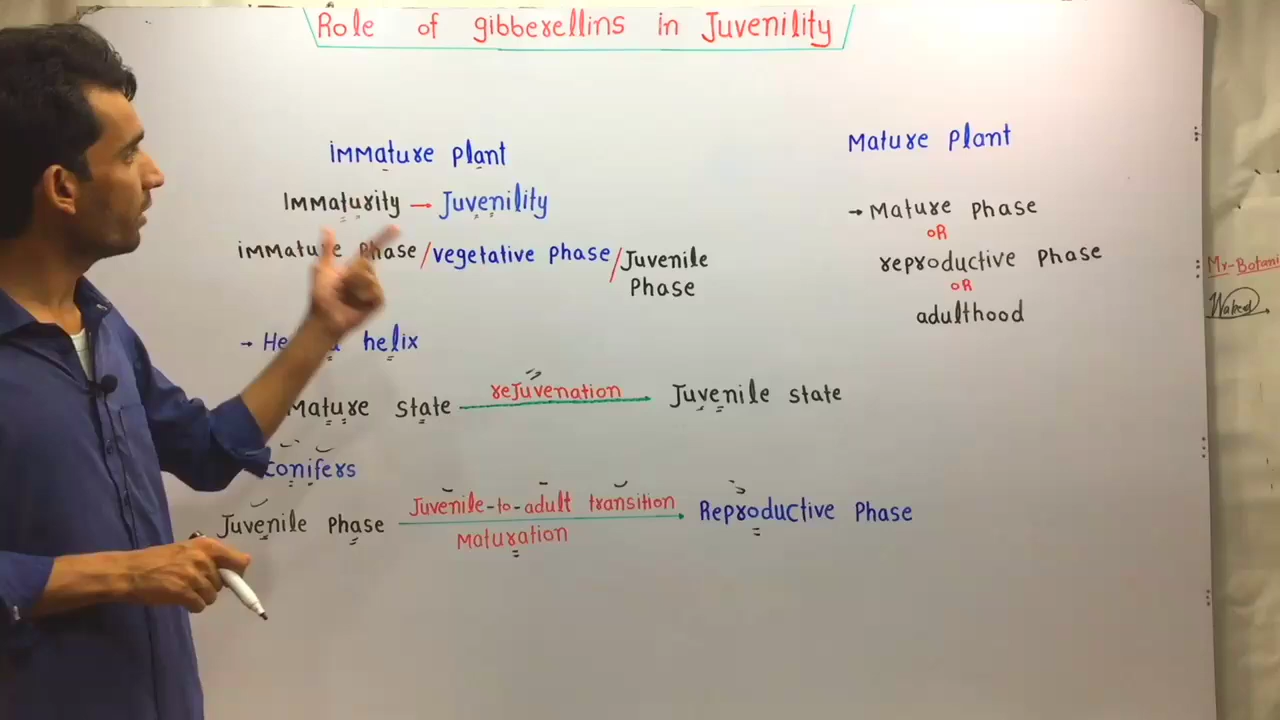 Role of gibberellins in Juvenility
immature plant
Mature plant
Immaturity → Juvenility
→ Mature phase
OR
immature phase / vegetative phase / Juvenile Phase
reproductive phase
OR
adulthood
Mr-Botani
Waheed
→ helix
Mature state rejuvenation Juvenile state
Conifers
Juvenile phase Juvenile-to-adult transition Reproductive Phase
Maturation